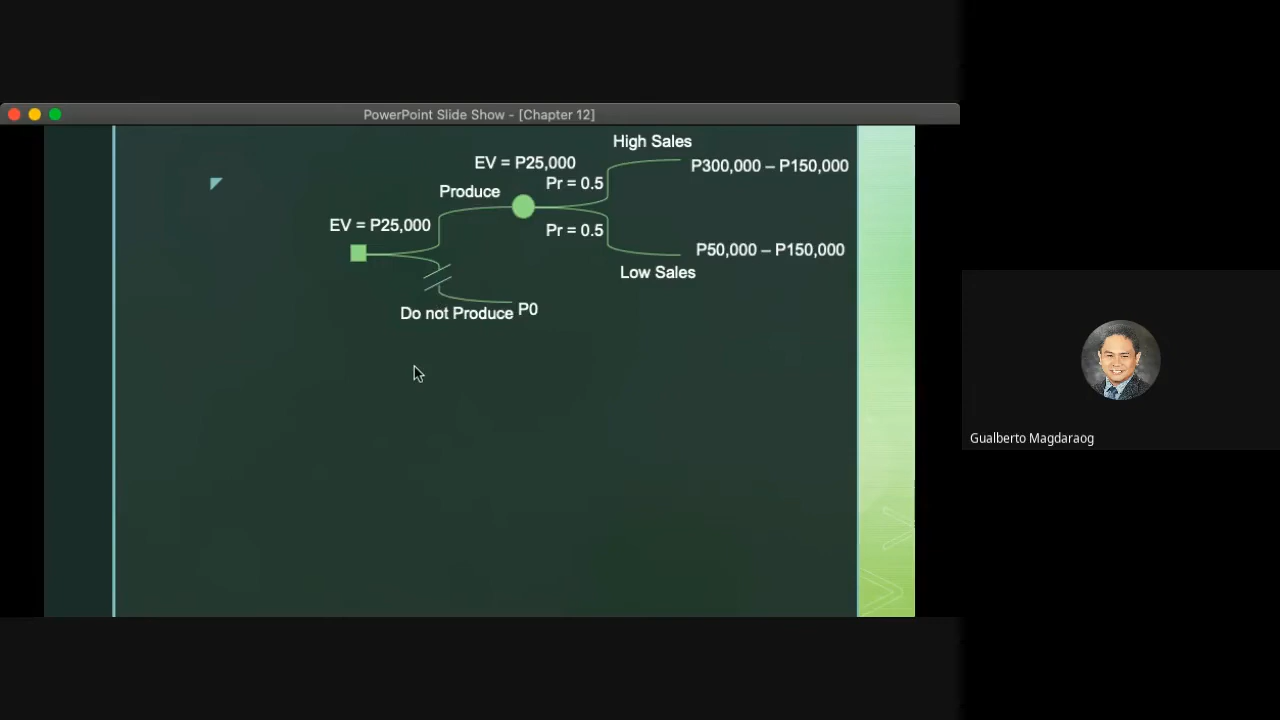 PowerPoint Slide Show - [Chapter 12]
High Sales
EV = P25,000
P300,000 – P150,000
Pr = 0.5
Produce
EV = P25,000
Pr = 0.5
P50,000 – P150,000
Low Sales
Do not Produce P0
Gualberto Magdaraog